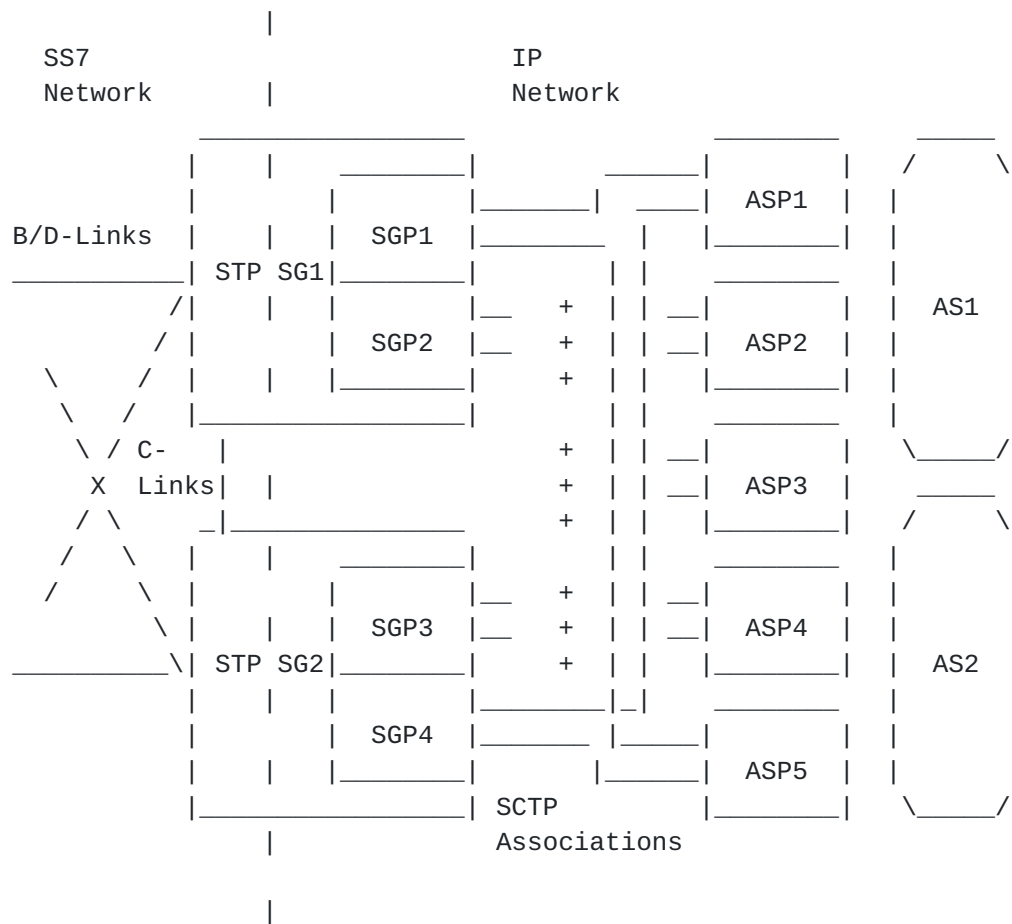 SS7 IP
Network Network
ASP1
B/D-Links SGP1
STP SG1
AS1
SGP2 ASP2
C-
X Links ASP3
SGP3 ASP4
STP SG2 AS2
SGP4
ASP5
SCTP
Associations